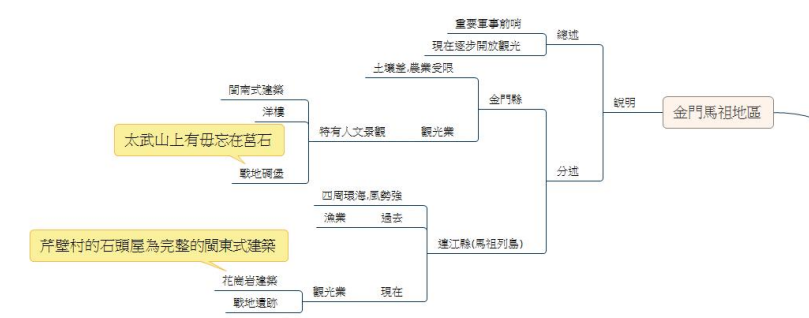 重要軍事前哨
總述
現在逐步開放觀光
土壤差,農業受限
閩南式建築
金門縣
說明
金門馬祖地區
洋樓
特有人文景觀
觀光業
太武山上有毋忘在莒石
戰地碉堡
分述
四周環海,風勢強
漁業
過去
連江縣(馬祖列島)
芹壁村的石頭屋為完整的閩東式建築
花崗岩建築
觀光業
現在
戰地遺跡